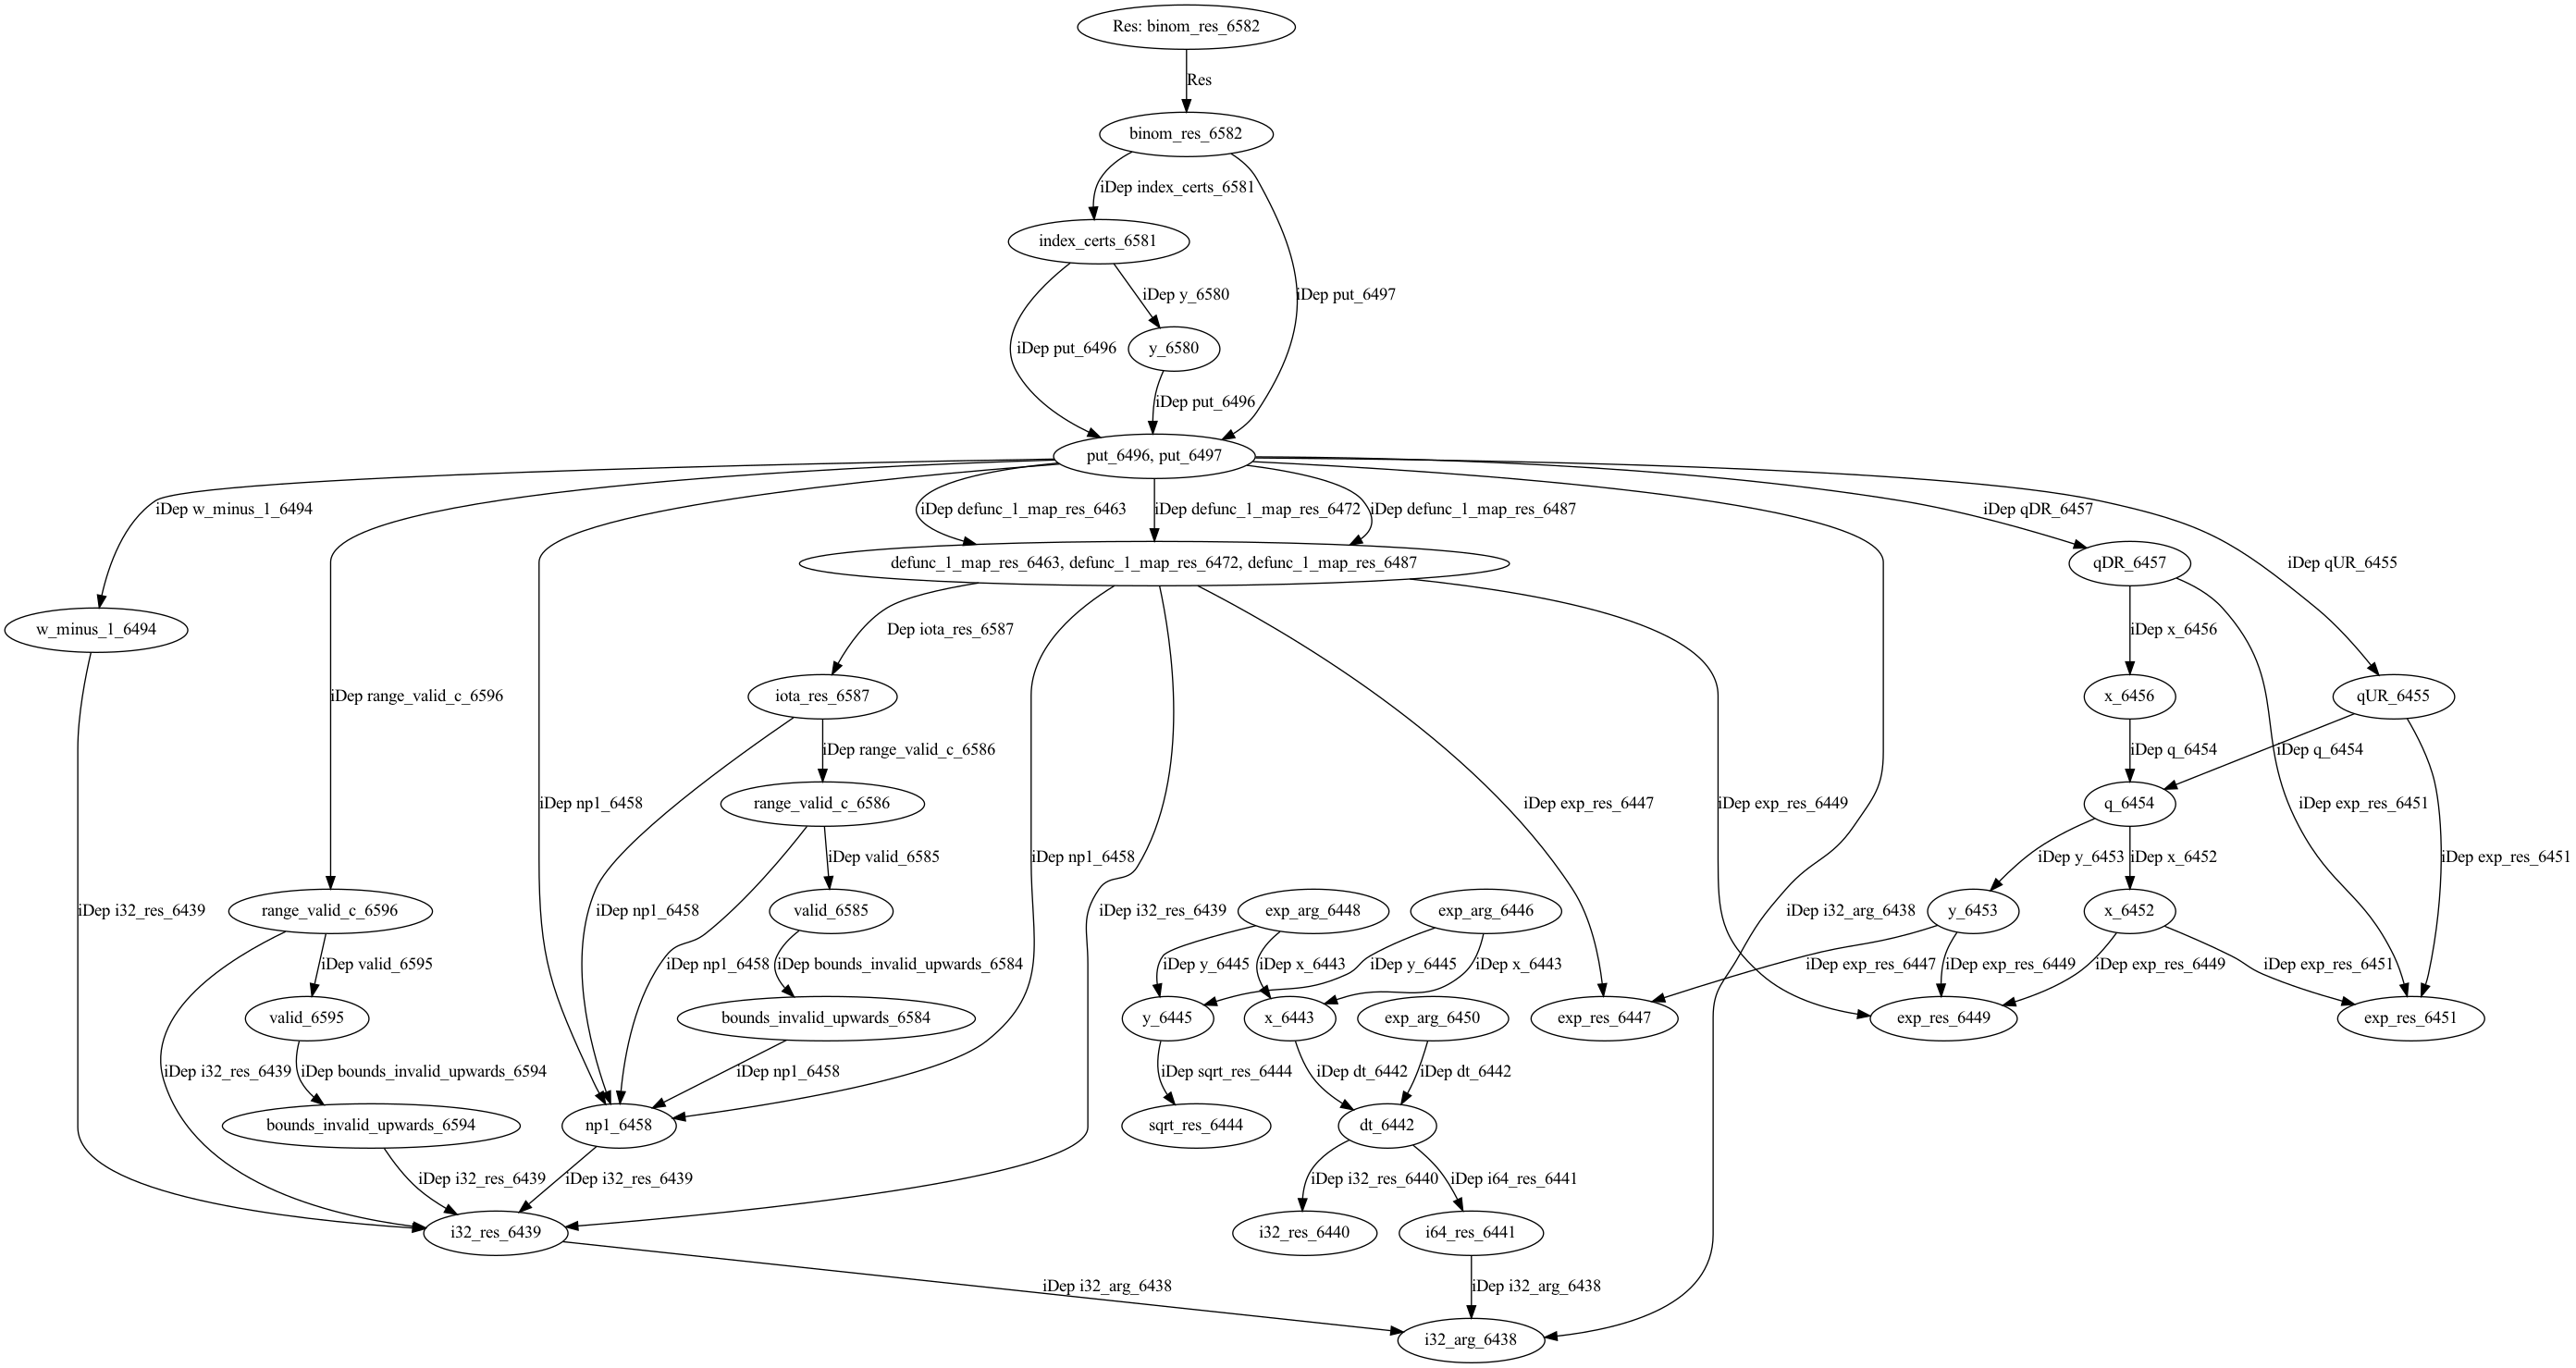 Res: binom_res_6582
Res
binom_res_6582
iDep index_certs_6581
index_certs_6581
iDep y_6580
iDep put_6497
iDep put_6496
y_6580
iDep put_6496
put_6496, put_6497
iDep w_minus_1_6494
iDep defunc_1_map_res_6463
iDep defunc_1_map_res_6472
iDep defunc_1_map_res_6487
iDep qDR_6457
defunc_1_map_res_6463, defunc_1_map_res_6472, defunc_1_map_res_6487
qDR_6457
iDep qUR_6455
w_minus_1_6494
Dep iota_res_6587
iDep x_6456
iDep range_valid_c_6596
iota_res_6587
x_6456
qUR_6455
iDep range_valid_c_6586
iDep q_6454
iDep q_6454
iDep np1_6458
range_valid_c_6586
iDep exp_res_6447
iDep exp_res_6449
q_6454
iDep exp_res_6451
iDep valid_6585
iDep np1_6458
iDep y_6453
iDep x_6452
iDep exp_res_6451
iDep i32_res_6439
range_valid_c_6596
iDep np1_6458
valid_6585
iDep i32_res_6439
exp_arg_6448
exp_arg_6446
iDep i32_arg_6438
y_6453
x_6452
iDep valid_6595
iDep np1_6458
iDep bounds_invalid_upwards_6584
iDep y_6445
iDep x_6443
iDep y_6445
iDep x_6443
iDep exp_res_6447
iDep exp_res_6449
iDep exp_res_6449
iDep exp_res_6451
valid_6595
bounds_invalid_upwards_6584
y_6445
x_6443
exp_arg_6450
exp_res_6447
exp_res_6449
exp_res_6451
iDep i32_res_6439
iDep bounds_invalid_upwards_6594
iDep np1_6458
iDep sqrt_res_6444
iDep dt_6442
iDep dt_6442
bounds_invalid_upwards_6594
np1_6458
sqrt_res_6444
dt_6442
iDep i32_res_6439
iDep i32_res_6439
iDep i32_res_6440
iDep i64_res_6441
i32_res_6439
i32_res_6440
i64_res_6441
iDep i32_arg_6438
iDep i32_arg_6438
i32_arg_6438